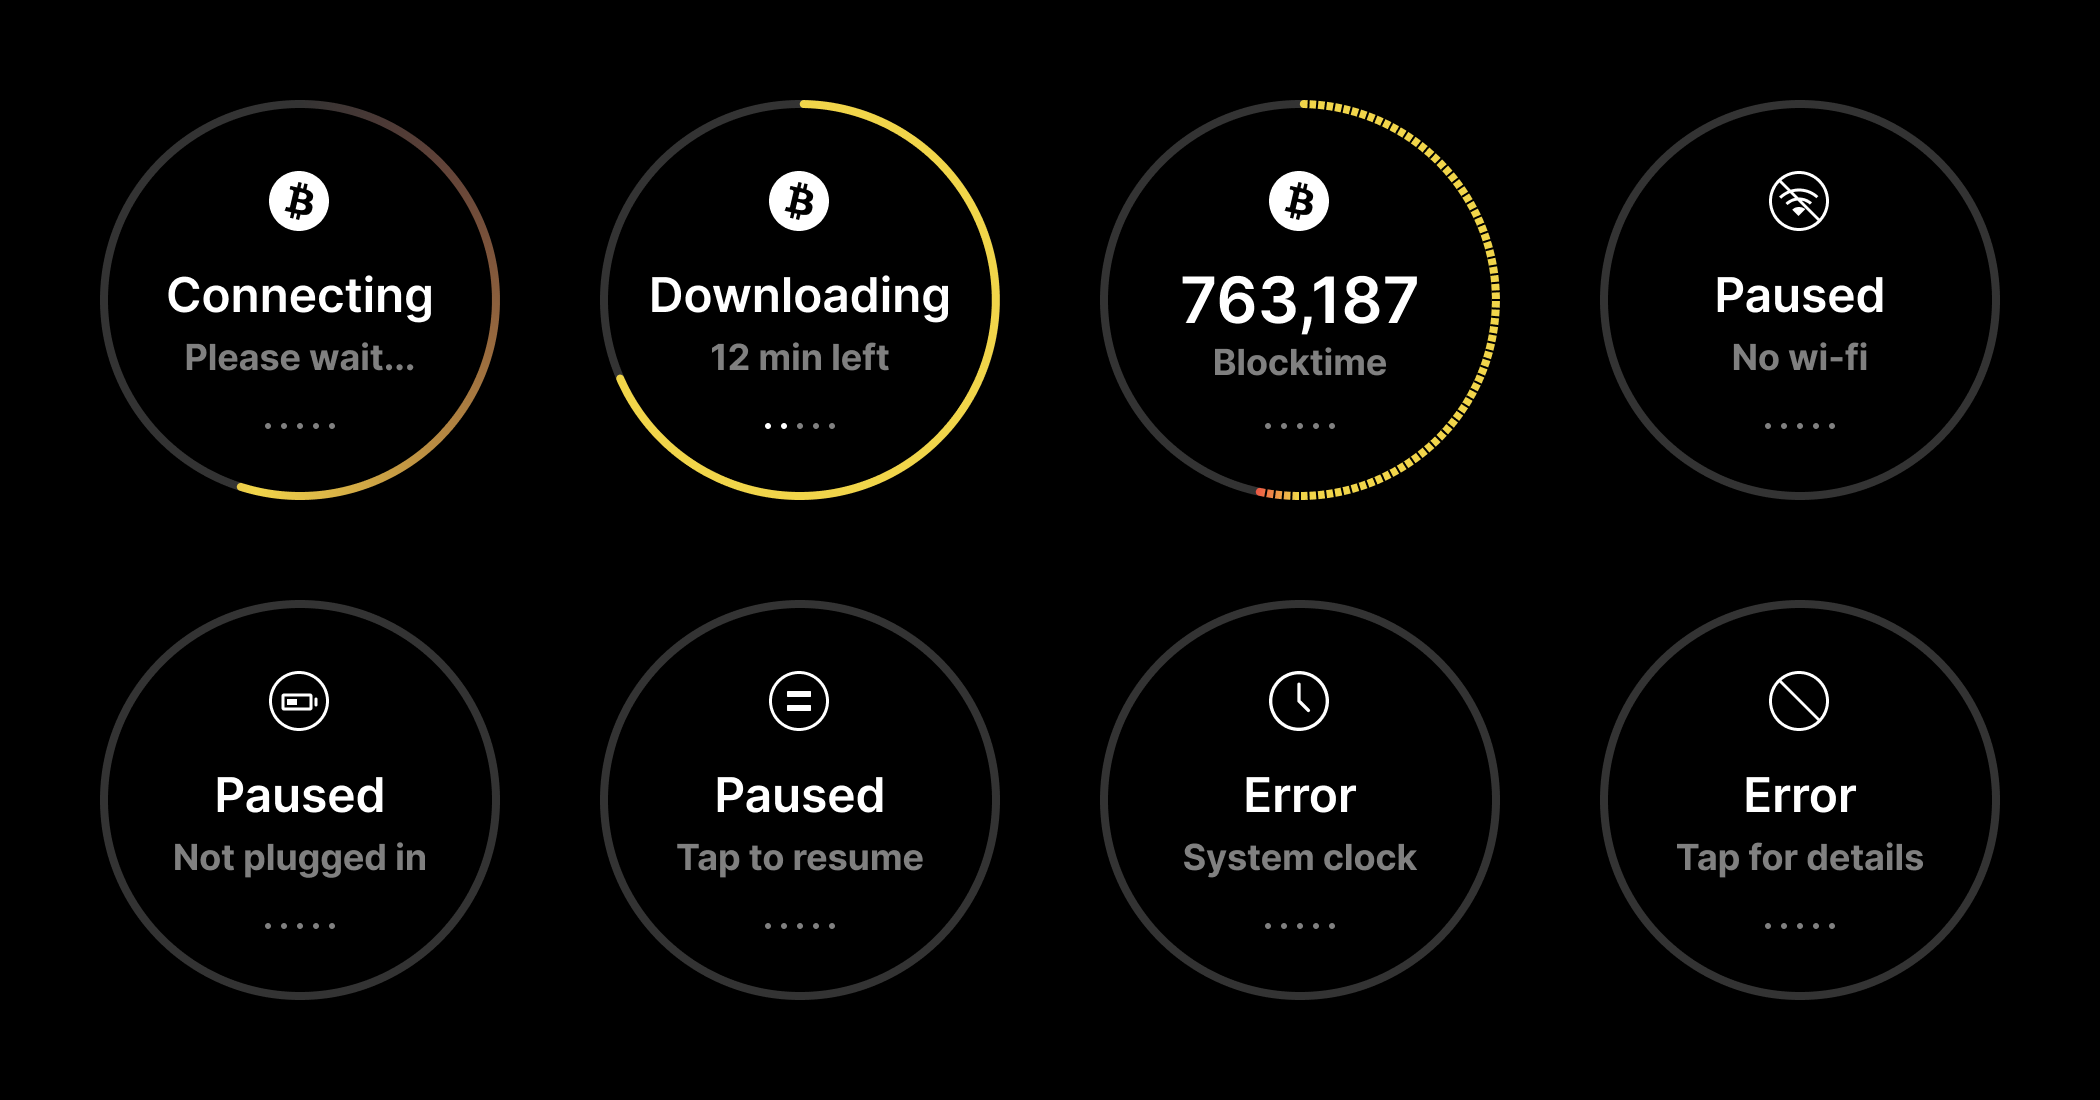 Connecting
Please wait...
Downloading
12 min left
763,187
Blocktime
Paused
No wi-fi
Paused
Not plugged in
Paused
Tap to resume
Error
System clock
Error
Tap for details